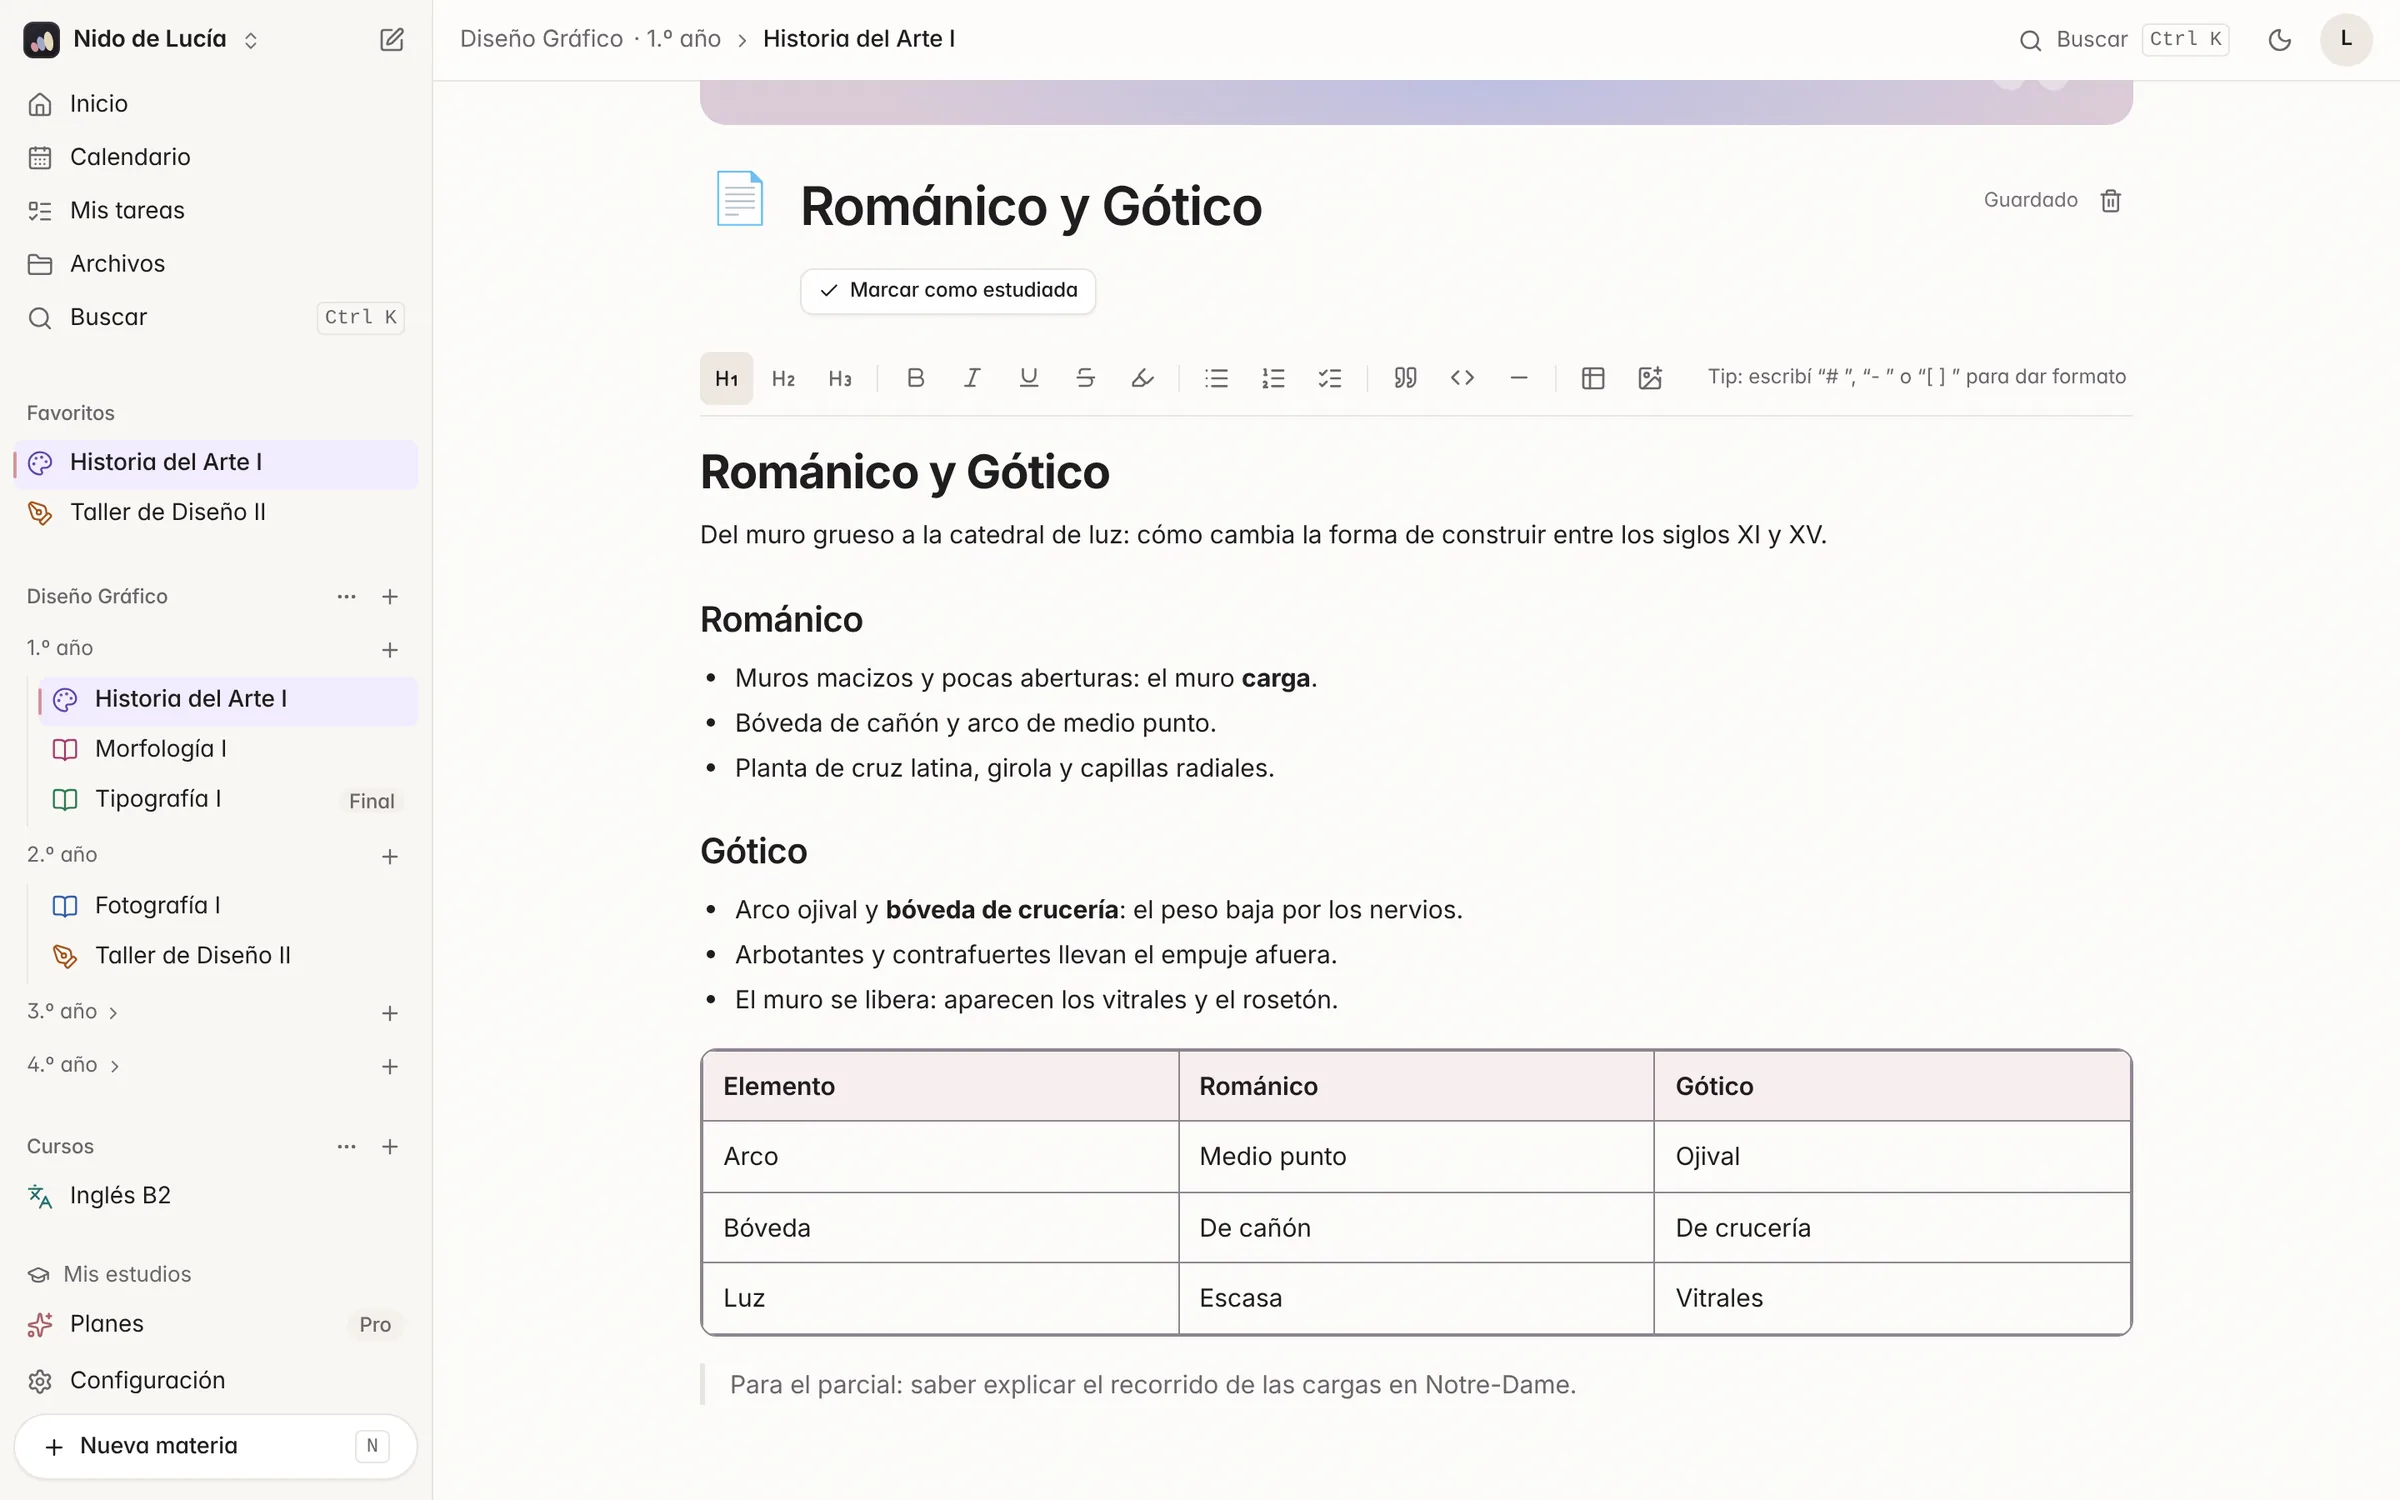 Nido de Lucía
Inicio
Calendario
Mis tareas
Archivos
Buscar Ctrl K
Favoritos
Historia del Arte I
Taller de Diseño II
Diseño Gráfico
1.º año
Historia del Arte I
Morfología I
Tipografía I Final
2.º año
Fotografía I
Taller de Diseño II
3.º año
4.º año
Cursos
Inglés B2
Mis estudios
Planes Pro
Configuración
Nueva materia N
Diseño Gráfico · 1.º año > Historia del Arte I
Buscar Ctrl K
L
Románico y Gótico
Guardado
Marcar como estudiada
H1 H2 H3 B I U S
Tip: escribí “# ”, “- ” o “[ ] ” para dar formato
Románico y Gótico
Del muro grueso a la catedral de luz: cómo cambia la forma de construir entre los siglos XI y XV.
Románico
• Muros macizos y pocas aberturas: el muro carga.
• Bóveda de cañón y arco de medio punto.
• Planta de cruz latina, girola y capillas radiales.
Gótico
• Arco ojival y bóveda de crucería: el peso baja por los nervios.
• Arbotantes y contrafuertes llevan el empuje afuera.
• El muro se libera: aparecen los vitrales y el rosetón.
Elemento Románico Gótico
Arco Medio punto Ojival
Bóveda De cañón De crucería
Luz Escasa Vitrales
Para el parcial: saber explicar el recorrido de las cargas en Notre-Dame.